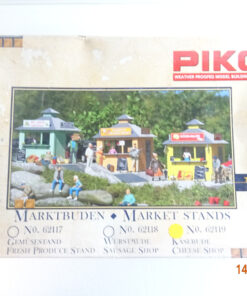 PIKO
WEATHER PROOFED MODEL BUILDING
MARKTBUDEN ◆ MARKET STANDS
No. 62117 No. 62118 No. 62119
GEMÜSESTAND WURSTBUDE KÄSEBUDE
FRESH PRODUCE STAND SAUSAGE SHOP CHEESE SHOP
14